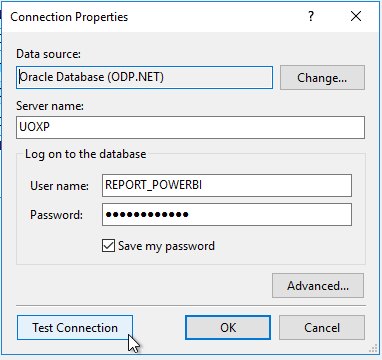 Connection Properties
Data source:
Oracle Database (ODP.NET)
Change...
Server name:
UOXP
Log on to the database
User name:
REPORT_POWERBI
Password:
●●●●●●●●●●●●
Save my password
Advanced...
Test Connection
OK
Cancel